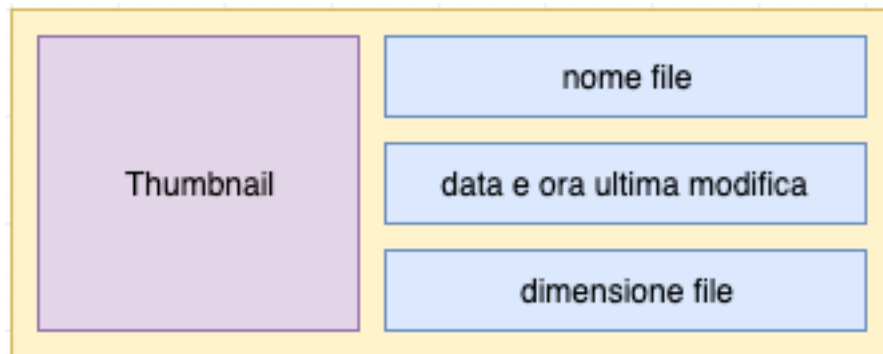 Thumbnail
nome file
data e ora ultima modifica
dimensione file